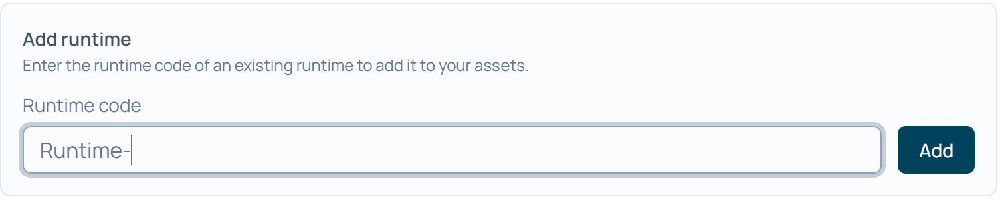 Add runtime
Enter the runtime code of an existing runtime to add it to your assets.
Runtime code
Runtime-
Add